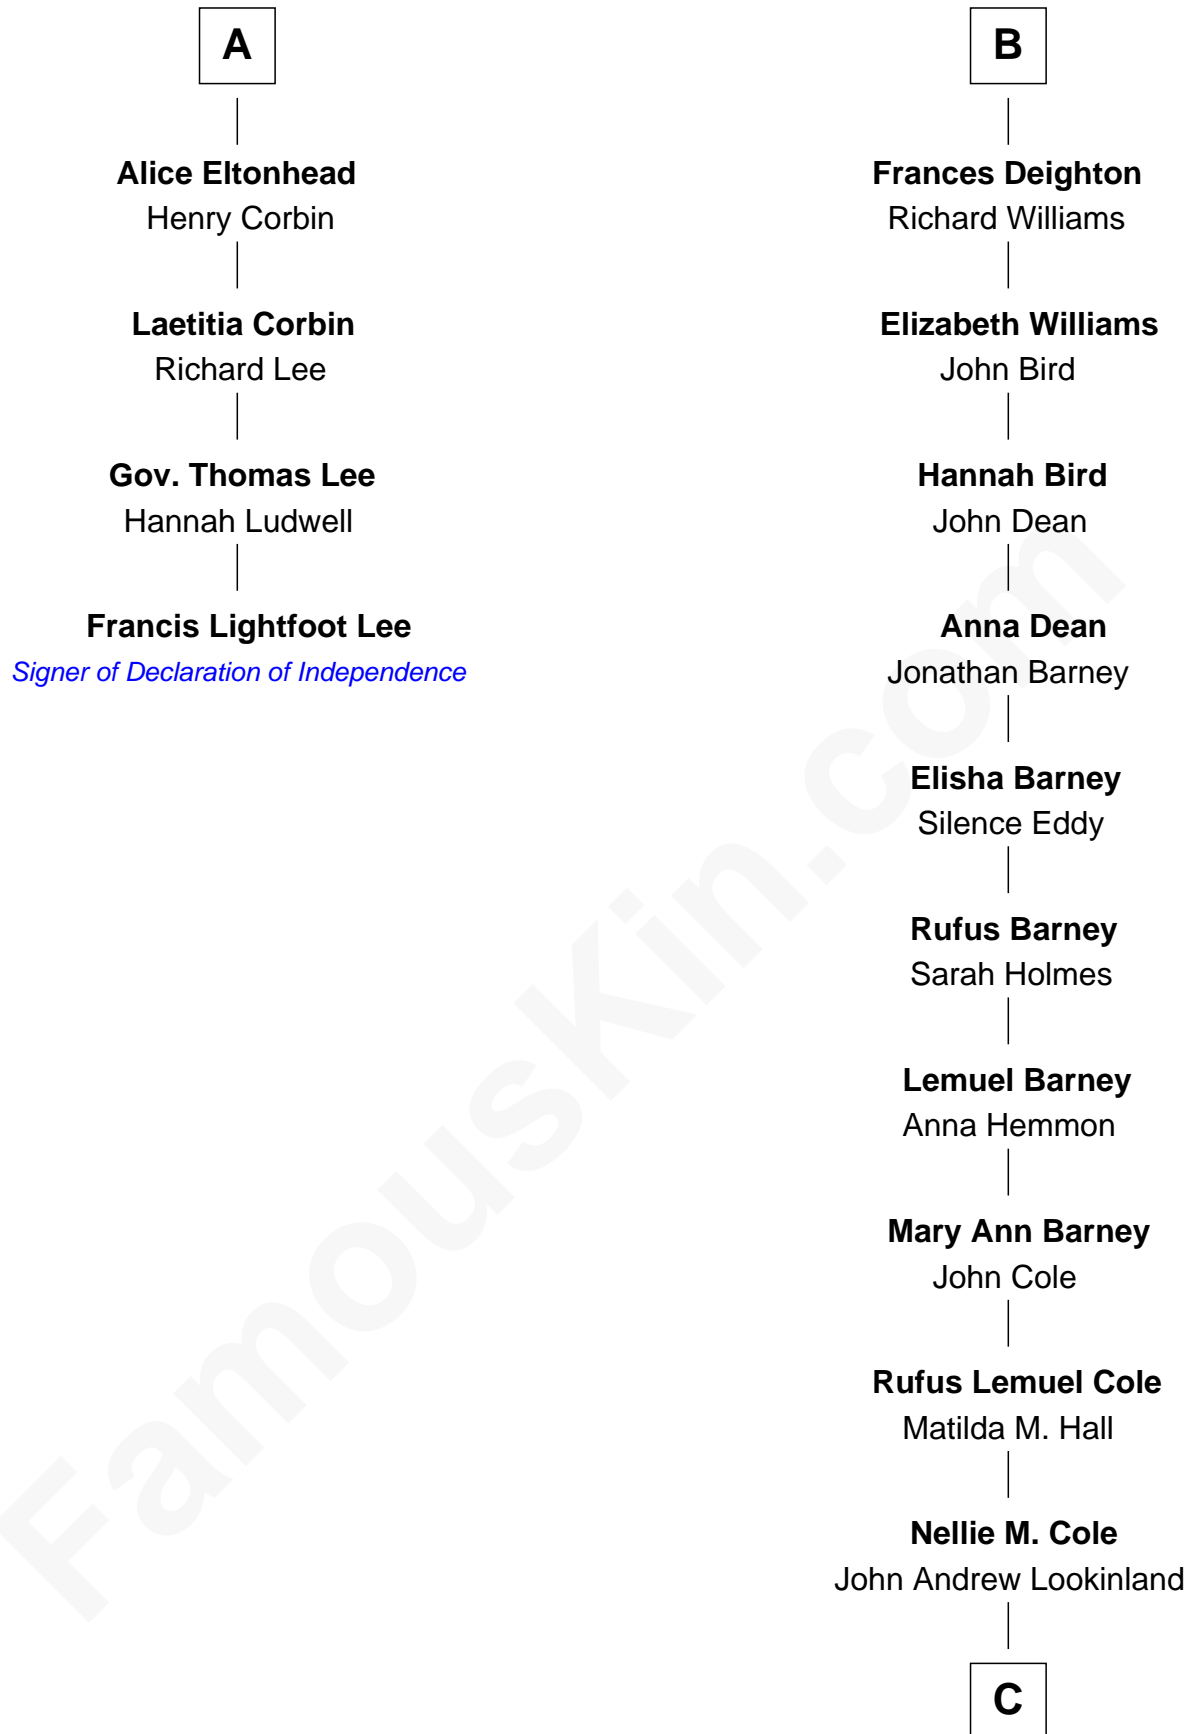 A
Alice Eltonhead
Henry Corbin
Laetitia Corbin
Richard Lee
Gov. Thomas Lee
Hannah Ludwell
Francis Lightfoot Lee
Signer of Declaration of Independence
B
Frances Deighton
Richard Williams
Elizabeth Williams
John Bird
Hannah Bird
John Dean
Anna Dean
Jonathan Barney
Elisha Barney
Silence Eddy
Rufus Barney
Sarah Holmes
Lemuel Barney
Anna Hemmon
Mary Ann Barney
John Cole
Rufus Lemuel Cole
Matilda M. Hall
Nellie M. Cole
John Andrew Lookinland
C
FamousKin.com